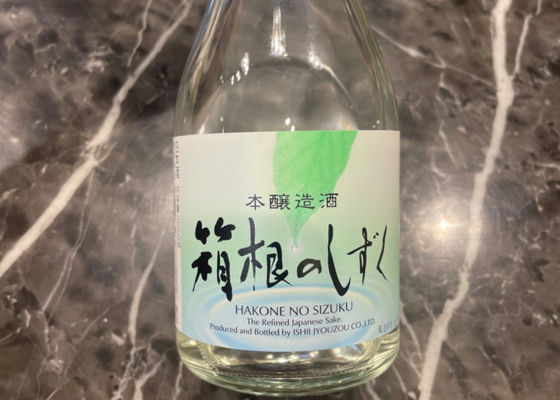 本醸造酒
箱根のしずく
HAKONE NO SIZUKU
The Refined Japanese Sake.
Produced and Bottled by ISHII JYOUZOU CO.,LTD.